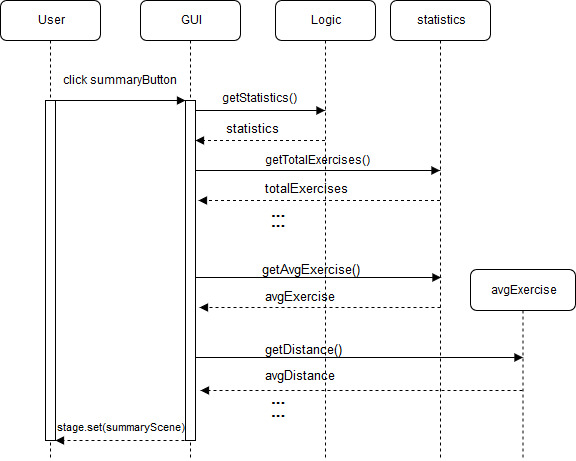 User
GUI
Logic
statistics
click summaryButton
getStatistics()
statistics
getTotalExercises()
totalExercises
...
...
getAvgExercise()
avgExercise
avgExercise
getDistance()
avgDistance
...
...
stage.set(summaryScene)